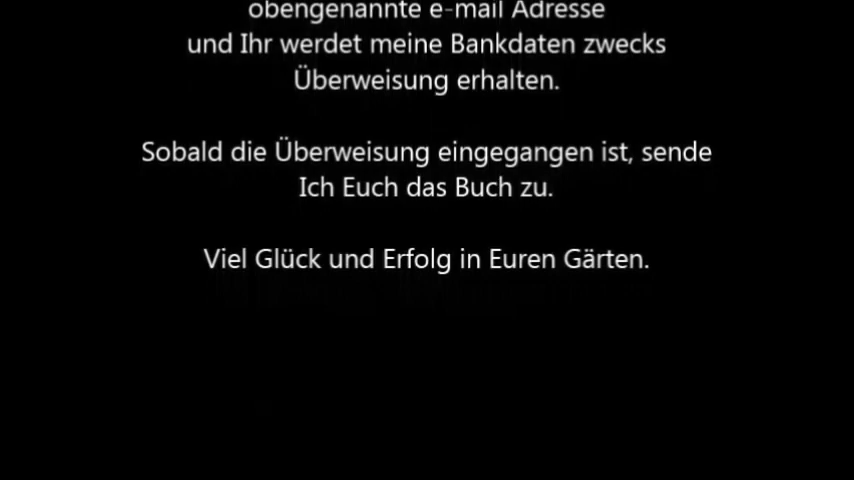 obengenannte e-mail Adresse
und Ihr werdet meine Bankdaten zwecks
Überweisung erhalten.
Sobald die Überweisung eingegangen ist, sende
Ich Euch das Buch zu.
Viel Glück und Erfolg in Euren Gärten.